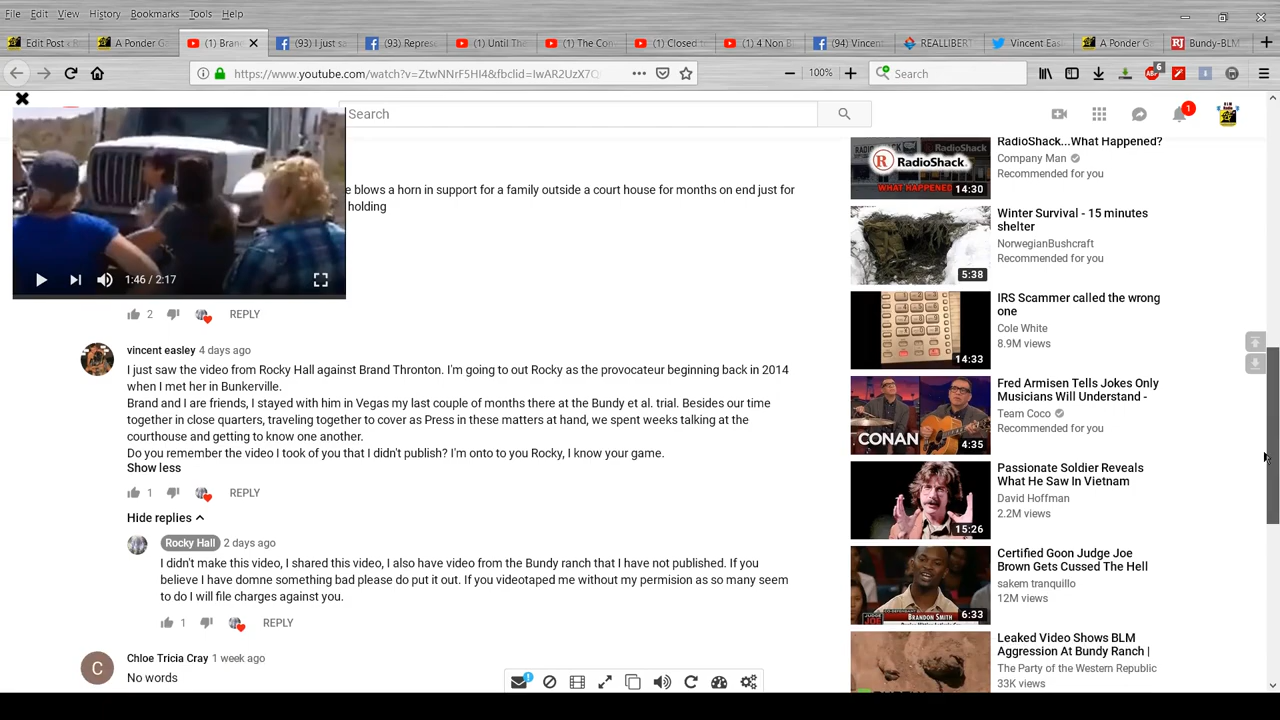 File Edit View History Bookmarks Tools Help
Edit Post -
A Ponder G
(1) Bran
(93) I just sa
(93) Repres
(1) Until The
(1) The Con
(1) Closed t
(1) 4 Non B
(94) Vincent
REALLIBERT
Vincent Eas
A Ponder G
Bundy-BLM
https://www.youtube.com/watch?v=ZtwNNYF5HI4&fbclid=IwAR2UzX7Q
100%
Search
6
Search
1
e blows a horn in support for a family outside a court house for months on end just for
holding
1:46 / 2:17
2 REPLY
vincent easley 4 days ago
I just saw the video from Rocky Hall against Brand Thronton. I'm going to out Rocky as the provocateur beginning back in 2014
when I met her in Bunkerville.
Brand and I are friends, I stayed with him in Vegas my last couple of months there at the Bundy et al. trial. Besides our time
together in close quarters, traveling together to cover as Press in these matters at hand, we spent weeks talking at the
courthouse and getting to know one another.
Do you remember the video I took of you that I didn't publish? I'm onto to you Rocky, I know your game.
Show less
1 REPLY
Hide replies
Rocky Hall 2 days ago
I didn't make this video, I shared this video, I also have video from the Bundy ranch that I have not published. If you
believe I have domne something bad please do put it out. If you videotaped me without my permision as so many seem
to do I will file charges against you.
1 REPLY
C
Chloe Tricia Cray 1 week ago
No words
RadioShack
RadioShack.
WHAT HAPPENED
14:30
RadioShack...What Happened?
Company Man
Recommended for you
5:38
Winter Survival - 15 minutes
shelter
NorwegianBushcraft
Recommended for you
14:33
IRS Scammer called the wrong
one
Cole White
8.9M views
CONAN
4:35
Fred Armisen Tells Jokes Only
Musicians Will Understand -
Team Coco
Recommended for you
15:26
Passionate Soldier Reveals
What He Saw In Vietnam
David Hoffman
2.2M views
BRANDON SMITH
6:33
Certified Goon Judge Joe
Brown Gets Cussed The Hell
sakem tranquillo
12M views
Leaked Video Shows BLM
Aggression At Bundy Ranch |
The Party of the Western Republic
33K views